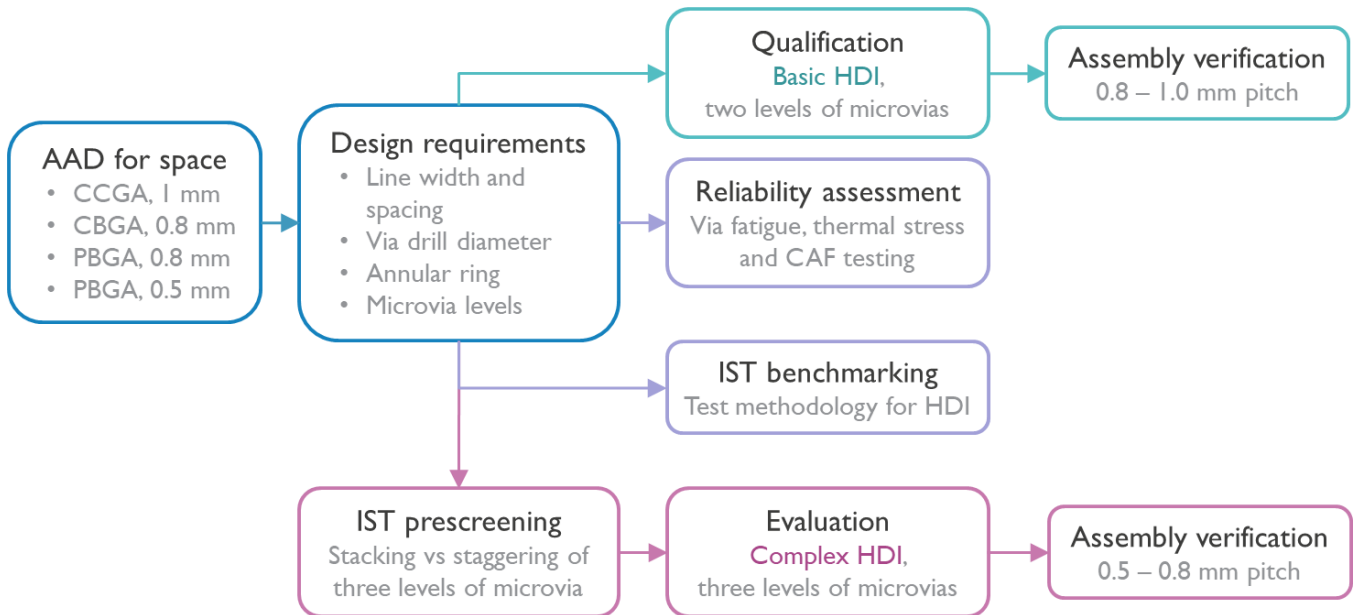 AAD for space
• CCGA, 1 mm
• CBGA, 0.8 mm
• PBGA, 0.8 mm
• PBGA, 0.5 mm
Design requirements
• Line width and
spacing
• Via drill diameter
• Annular ring
• Microvia levels
Qualification
Basic HDI,
two levels of microvias
Assembly verification
0.8 – 1.0 mm pitch
Reliability assessment
Via fatigue, thermal stress
and CAF testing
IST benchmarking
Test methodology for HDI
IST prescreening
Stacking vs staggering of
three levels of microvia
Evaluation
Complex HDI,
three levels of microvias
Assembly verification
0.5 – 0.8 mm pitch